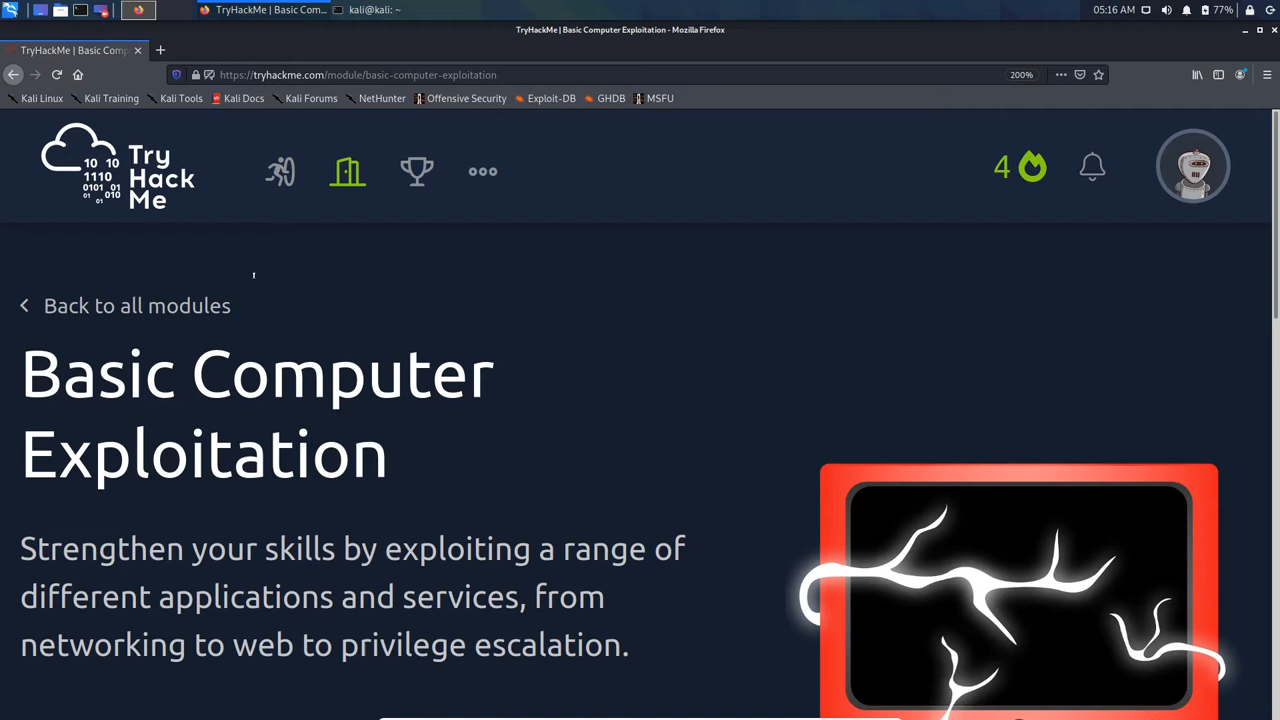 TryHackMe | Basic Com...
kali@kali: ~
05:16 AM
77%
TryHackMe | Basic Computer Exploitation - Mozilla Firefox
TryHackMe | Basic Comp
https://tryhackme.com/module/basic-computer-exploitation
200%
Kali Linux
Kali Training
Kali Tools
Kali Docs
Kali Forums
NetHunter
Offensive Security
Exploit-DB
GHDB
MSFU
10 10
1110
0101 01
01 010
01
Try
Hack
Me
4
Back to all modules
Basic Computer
Exploitation
Strengthen your skills by exploiting a range of
different applications and services, from
networking to web to privilege escalation.